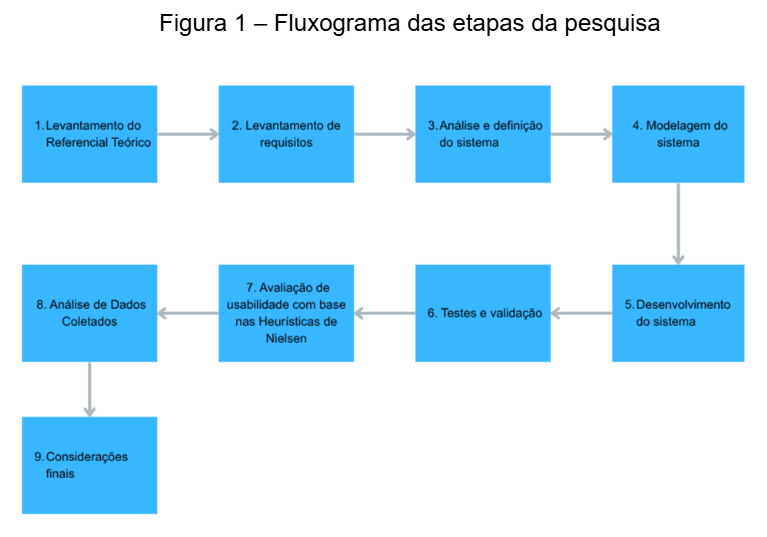 Figura 1 – Fluxograma das etapas da pesquisa
1. Levantamento do
Referencial Teórico
2. Levantamento de
requisitos
3. Análise e definição
do sistema
4. Modelagem do
sistema
5. Desenvolvimento
do sistema
6. Testes e validação
7. Avaliação de
usabilidade com base
nas Heurísticas de
Nielsen
8. Análise de Dados
Coletados
9. Considerações
finais